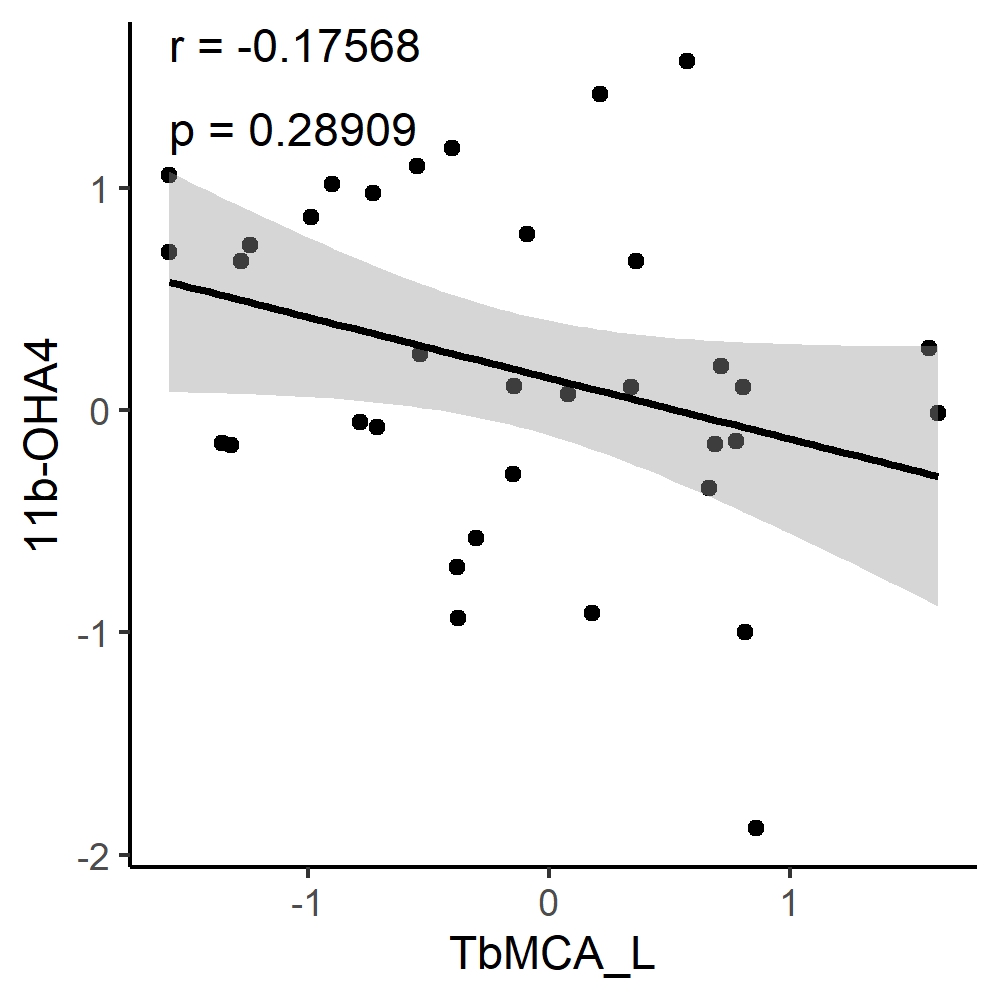 r = -0.17568
p = 0.28909
1
0
-1
-2
11b-OHA4
-1 0 1
TbMCA_L